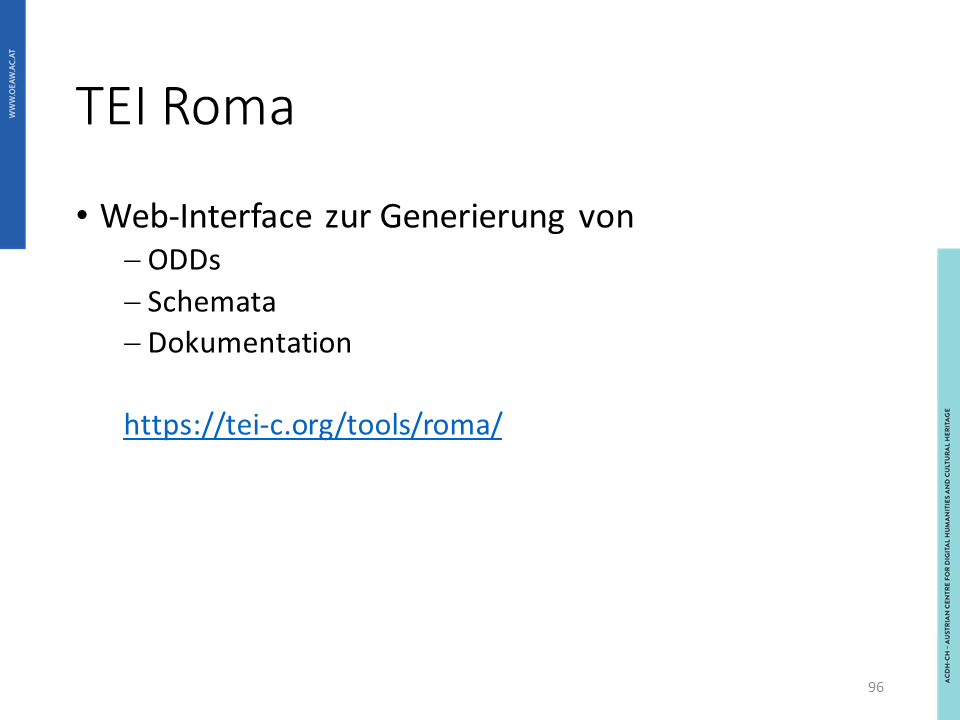 WWW.OEAW.AC.AT
TEI Roma
• Web-Interface zur Generierung von
– ODDs
– Schemata
– Dokumentation
https://tei-c.org/tools/roma/
ACDH-CH – AUSTRIAN CENTRE FOR DIGITAL HUMANITIES AND CULTURAL HERITAGE
96